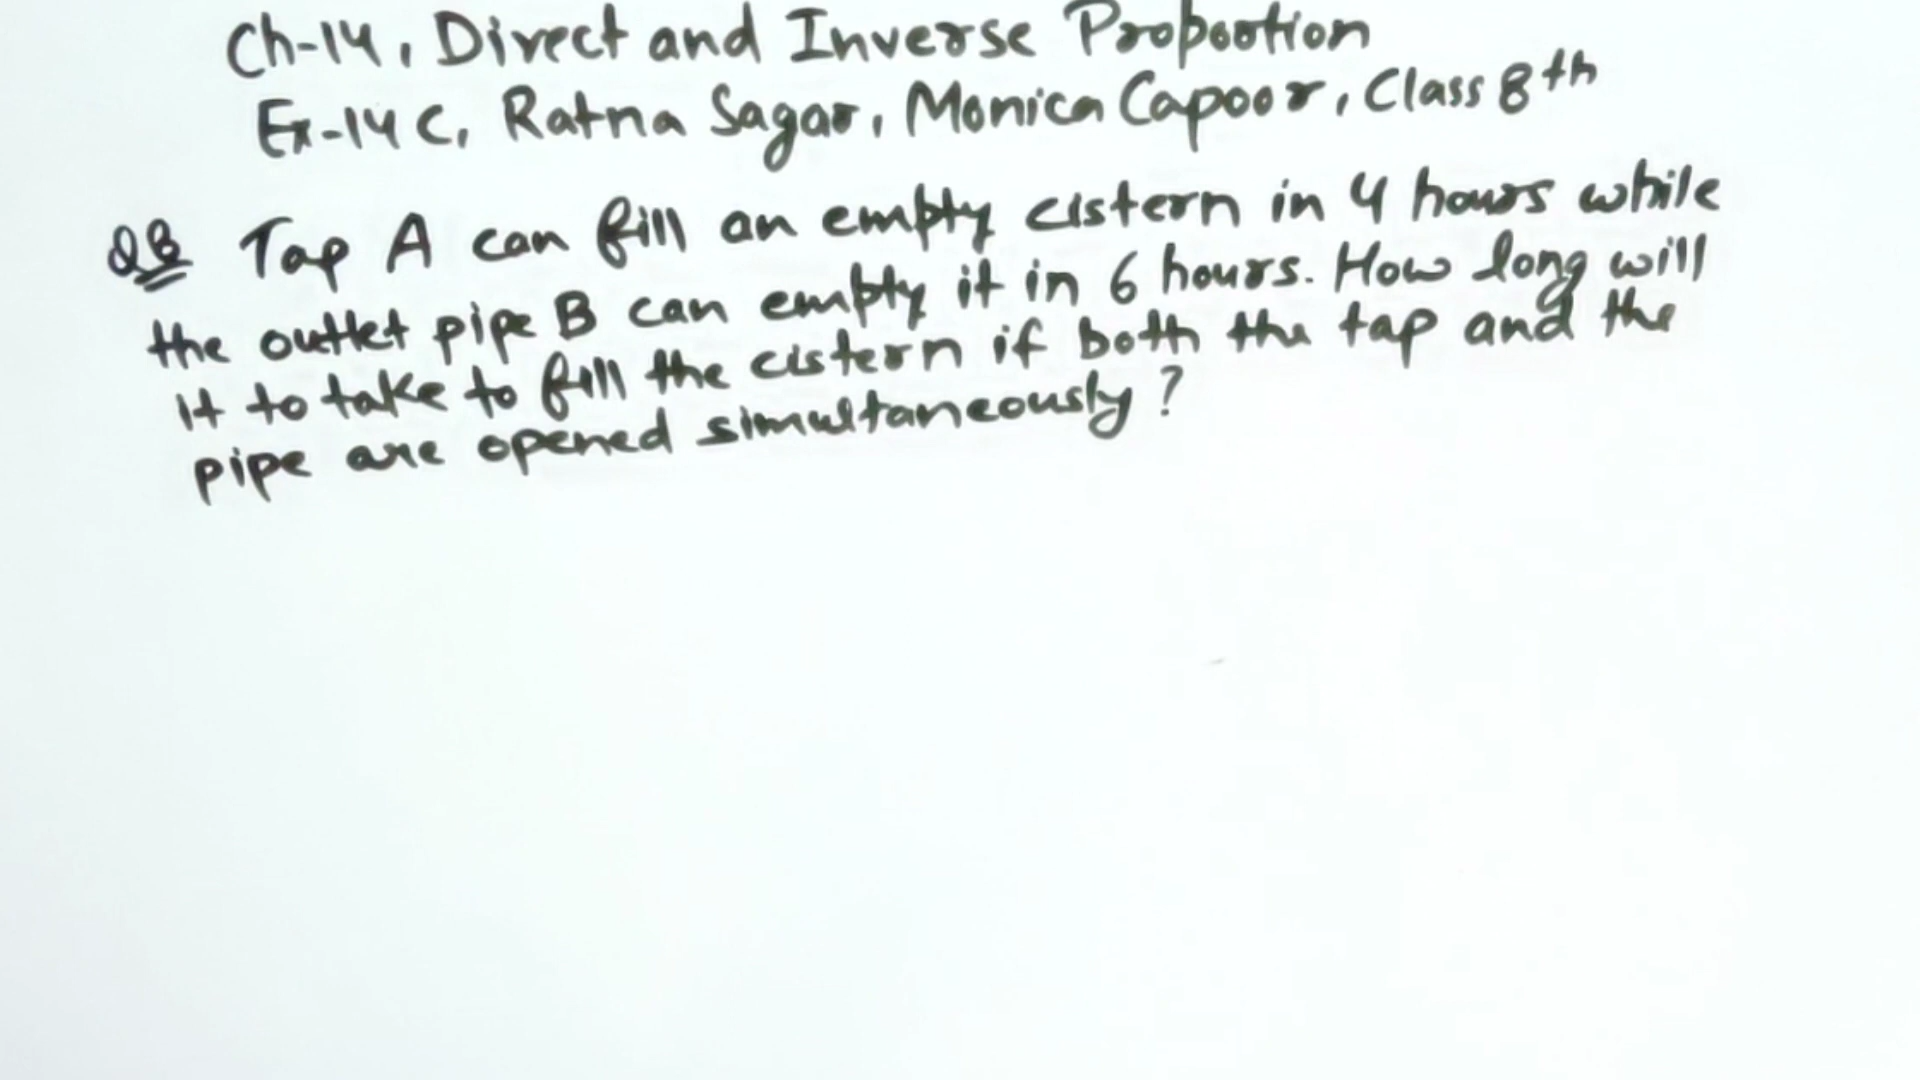 Ch-14, Direct and Inverse Proportion
Ex-14C, Ratna Sagar, Monica Capoor, Class 8th
Q8 Tap A can fill an empty cistern in 4 hours while
the outlet pipe B can empty it in 6 hours. How long will
it to take to fill the cistern if both the tap and the
pipe are opened simultaneously?